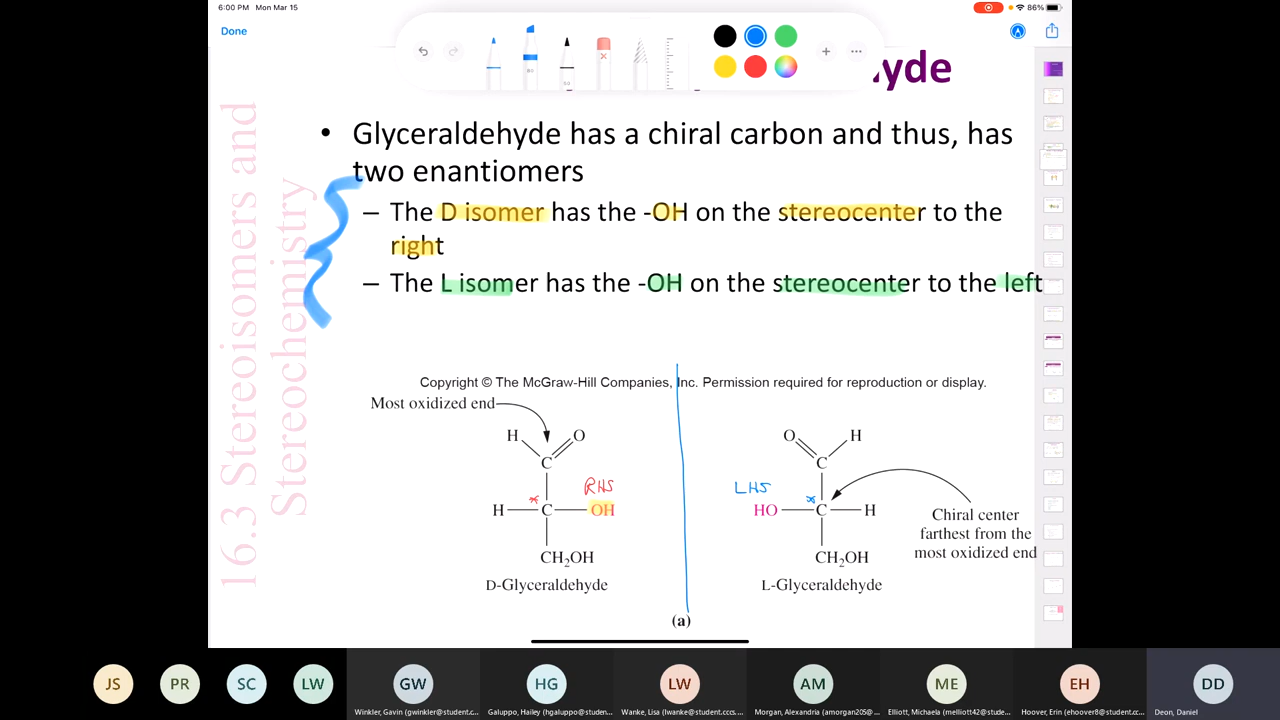 6:00 PM Mon Mar 15
86%
Done
yde
16.3 Stereoisomers and
Stereochemistry
• Glyceraldehyde has a chiral carbon and thus, has
two enantiomers
– The D isomer has the -OH on the stereocenter to the
right
– The L isomer has the -OH on the stereocenter to the left
Copyright © The McGraw-Hill Companies, Inc. Permission required for reproduction or display.
Most oxidized end
H O
C
* RHS
H C OH
CH₂OH
D-Glyceraldehyde
O H
C
LHS *
HO C H
CH₂OH
L-Glyceraldehyde
Chiral center
farthest from the
most oxidized end
(a)
JS PR SC LW GW HG LW AM ME EH DD
Winkler, Gavin (gwinkler@student.c... Galuppo, Hailey (hgaluppo@studen... Wanke, Lisa (lwanke@student.cccs.... Morgan, Alexandria (amorgan205@... Elliott, Michaela (melliott42@stude... Hoover, Erin (ehoover8@student.cc... Deon, Daniel